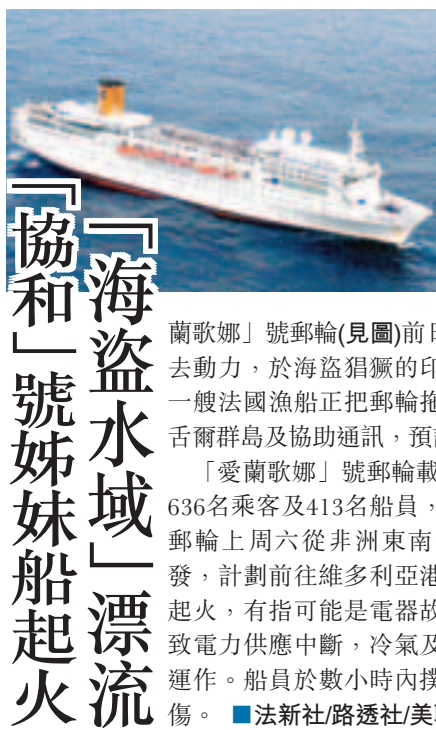 「協和」號姊妹船起火
「海盜水域」漂流
蘭歌娜」號郵輪(見圖)前
去動力，於海盜猖獗的印
一艘法國漁船正把郵輪拖
舌爾群島及協助通訊，預
「愛蘭歌娜」號郵輪載
636名乘客及413名船員，
郵輪上周六從非洲東南
發，計劃前往維多利亞港
起火，有指可能是電器故
致電力供應中斷，冷氣及
運作。船員於數小時內撲
傷。 ■法新社/路透社/美